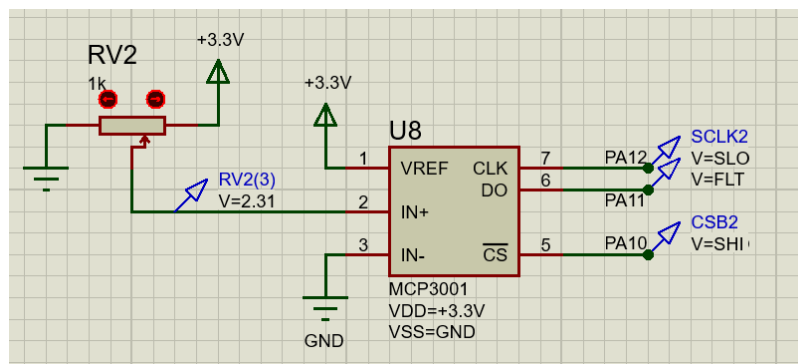 +3.3V
RV2
1k
+3.3V
U8
SCLK2
1 VREF CLK 7 PA12 V=SLO
RV2(3)
DO 6 V=FLT
V=2.31 PA11
2 IN+
CSB2
3 IN- CS 5 PA10 V=SHI
MCP3001
VDD=+3.3V
VSS=GND
GND